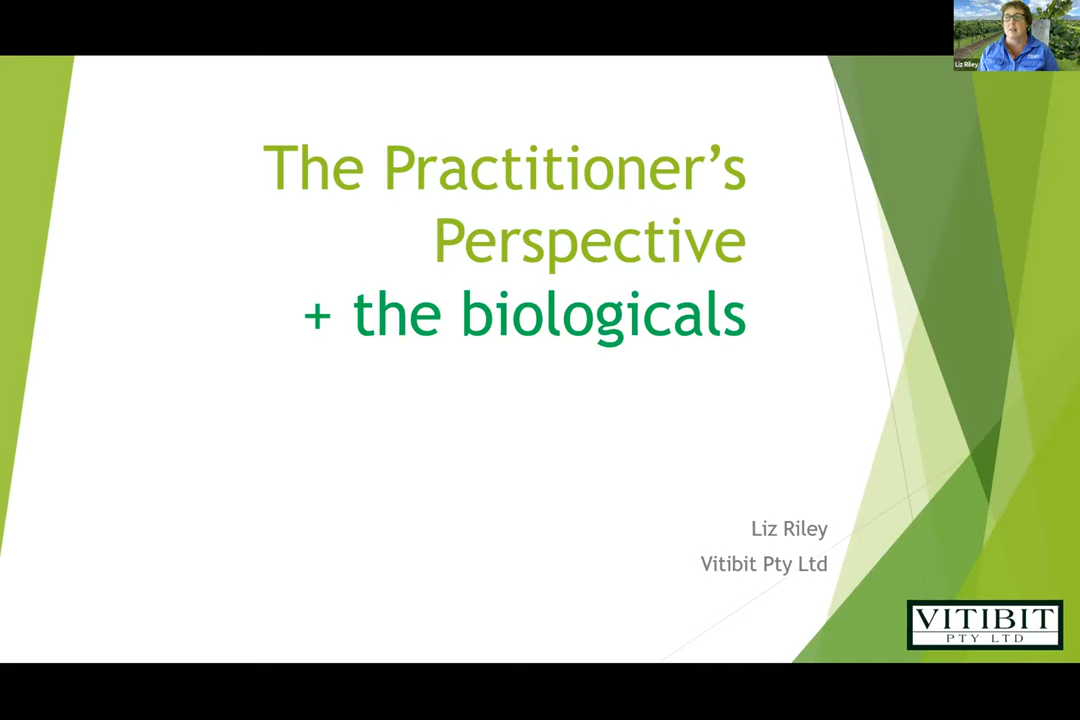 Liz Riley
The Practitioner’s
Perspective
+ the biologicals
Liz Riley
Vitibit Pty Ltd
VITIBIT
PTY LTD